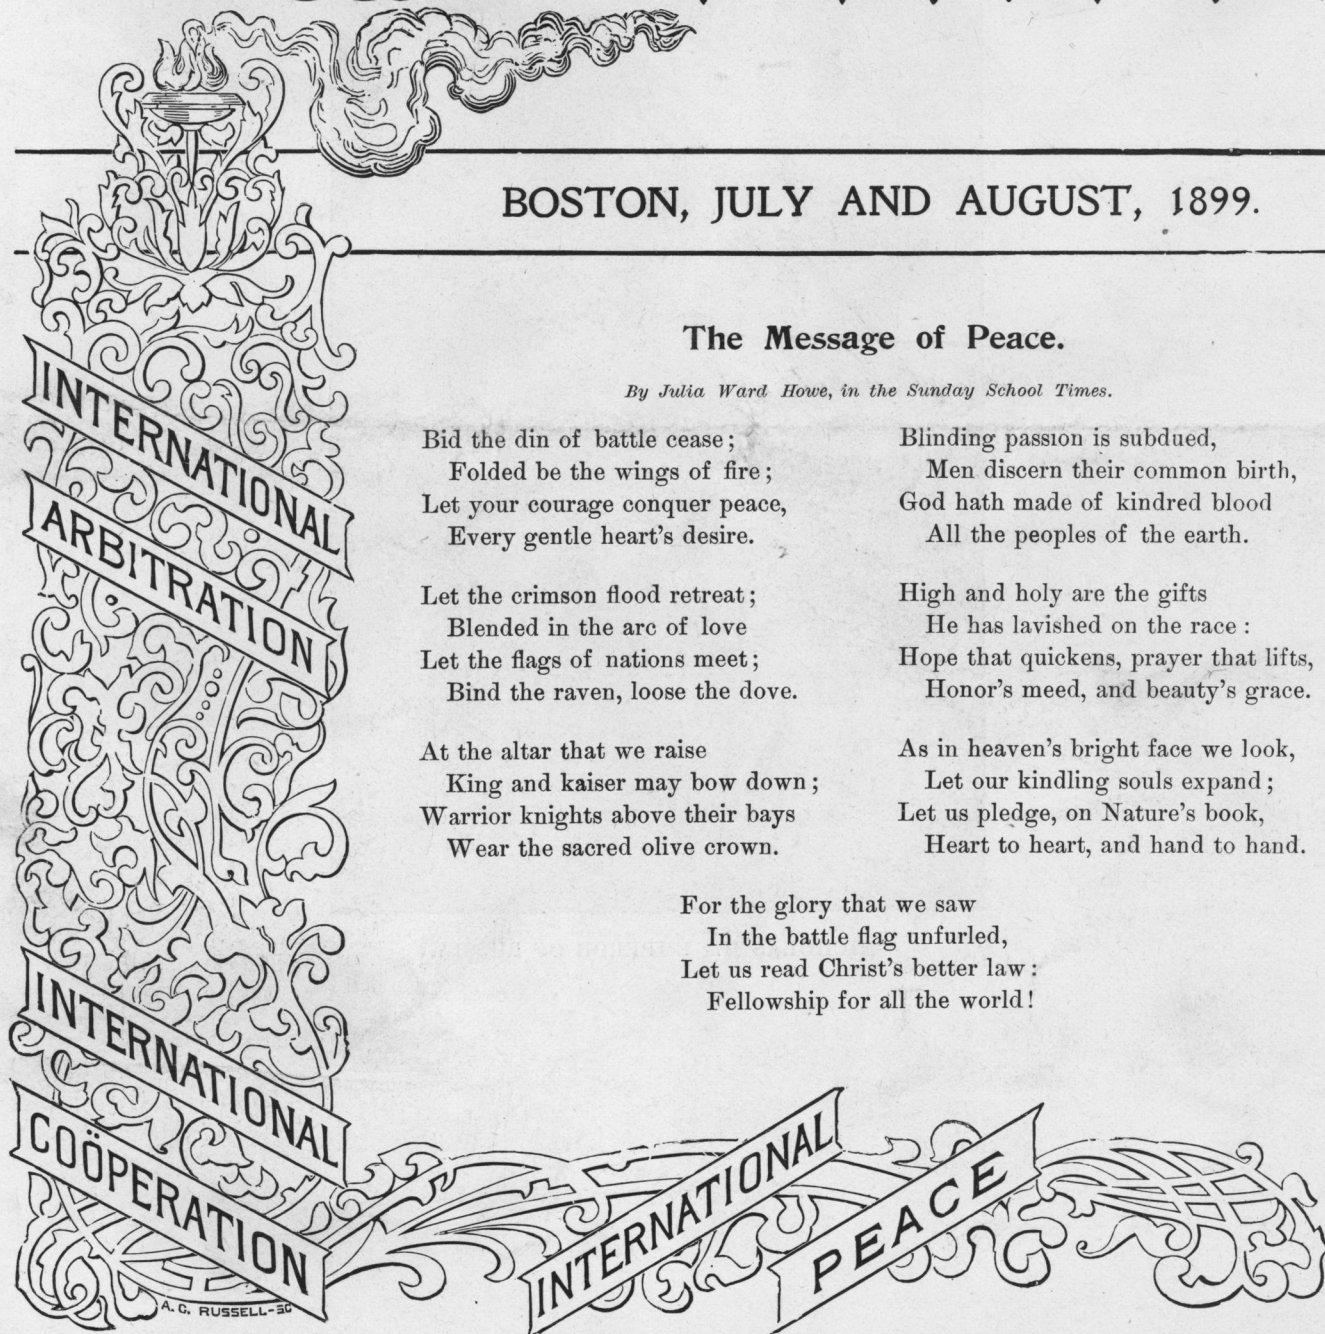 BOSTON, JULY AND AUGUST, 1899.
The Message of Peace.
By Julia Ward Howe, in the Sunday School Times.
Bid the din of battle cease;
Folded be the wings of fire;
Let your courage conquer peace,
Every gentle heart's desire.
Let the crimson flood retreat;
Blended in the arc of love
Let the flags of nations meet;
Bind the raven, loose the dove.
At the altar that we raise
King and kaiser may bow down;
Warrior knights above their bays
Wear the sacred olive crown.
Blinding passion is subdued,
Men discern their common birth,
God hath made of kindred blood
All the peoples of the earth.
High and holy are the gifts
He has lavished on the race:
Hope that quickens, prayer that lifts,
Honor's meed, and beauty's grace.
As in heaven's bright face we look,
Let our kindling souls expand;
Let us pledge, on Nature's book,
Heart to heart, and hand to hand.
For the glory that we saw
In the battle flag unfurled,
Let us read Christ's better law:
Fellowship for all the world!
INTERNATIONAL
ARBITRATION
INTERNATIONAL
COÖPERATION
INTERNATIONAL
PEACE
A. C. RUSSELL-SC